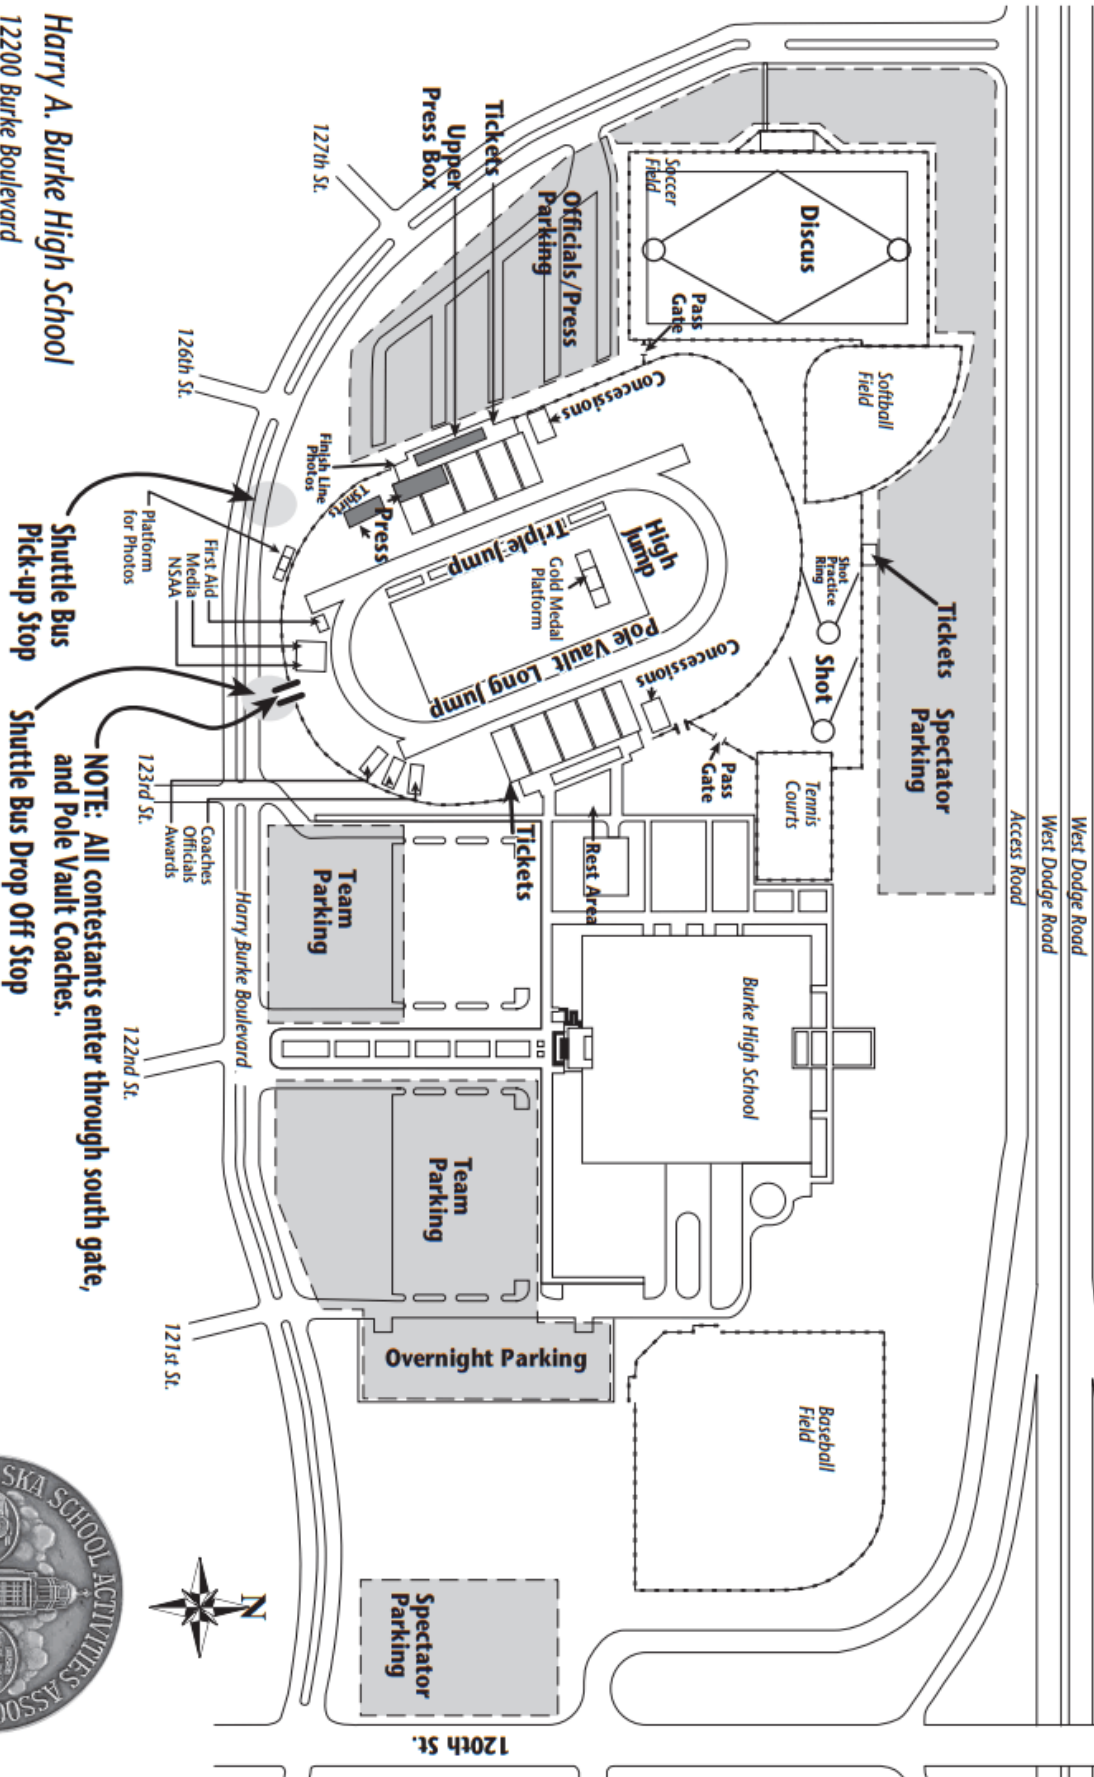 Harry A. Burke High School
12200 Burke Boulevard
West Dodge Road
West Dodge Road
Access Road
Discus
Soccer
Field
Softball
Field
Pass
Gate
Officials/Press
Parking
Tickets
Upper
Press Box
127th St.
126th St.
Concessions
Finish Line
Photos
TShirts
Press
Triple Jump
High
Jump
Gold Medal
Platform
Pole Vault
Long Jump
Concessions
Shot
Practice
Ring
Shot
Tickets
Spectator
Parking
Tennis
Courts
Pass
Gate
Tickets
Rest Area
Platform
for Photos
First Aid
Media
NSAA
Shuttle Bus
Pick-up Stop
Shuttle Bus Drop Off Stop
NOTE: All contestants enter through south gate,
and Pole Vault Coaches.
123rd St.
Coaches
Officials
Awards
Harry Burke Boulevard
Team
Parking
Burke High School
122nd St.
Team
Parking
121st St.
Overnight Parking
Baseball
Field
Spectator
Parking
120th St.
N
SKA SCHOOL ACTIVITIES ASSOC